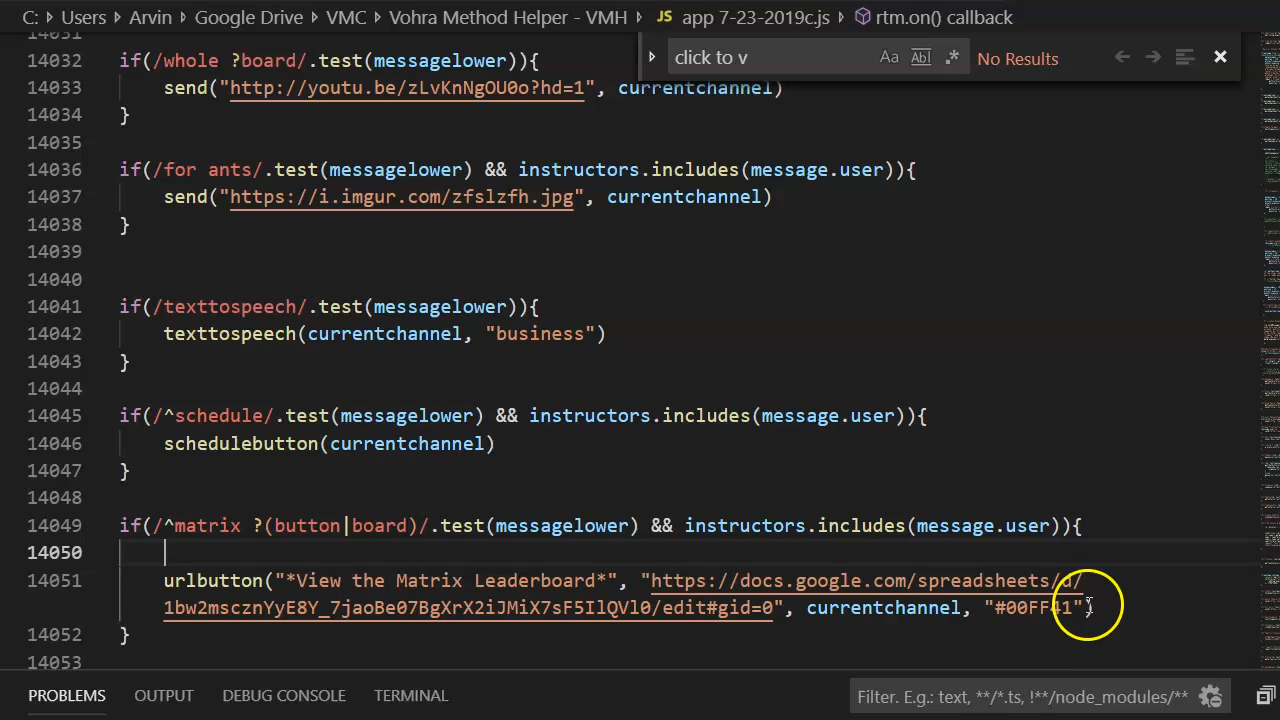 C: Users Arvin Google Drive VMC Vohra Method Helper - VMH JS app 7-23-2019c.js rtm.on() callback
click to v Aa Abl .* No Results
14031
14032 if(/whole ?board/.test(messagelower)){
14033 send("http://youtu.be/zLvKnNgOU0o?hd=1", currentchannel)
14034 }
14035
14036 if(/for ants/.test(messagelower) && instructors.includes(message.user)){
14037 send("https://i.imgur.com/zfslzfh.jpg", currentchannel)
14038 }
14039
14040
14041 if(/texttospeech/.test(messagelower)){
14042 texttospeech(currentchannel, "business")
14043 }
14044
14045 if(/^schedule/.test(messagelower) && instructors.includes(message.user)){
14046 schedulebutton(currentchannel)
14047 }
14048
14049 if(/^matrix ?(button|board)/.test(messagelower) && instructors.includes(message.user)){
14050
14051 urlbutton("*View the Matrix Leaderboard*", "https://docs.google.com/spreadsheets/d/
1bw2mscznYyE8Y_7jaoBe07BgXrX2iJMiX7sF5IlQVl0/edit#gid=0", currentchannel, "#00FF41")
14052 }
14053
PROBLEMS OUTPUT DEBUG CONSOLE TERMINAL Filter. E.g.: text, **/*.ts, !**/node_modules/**